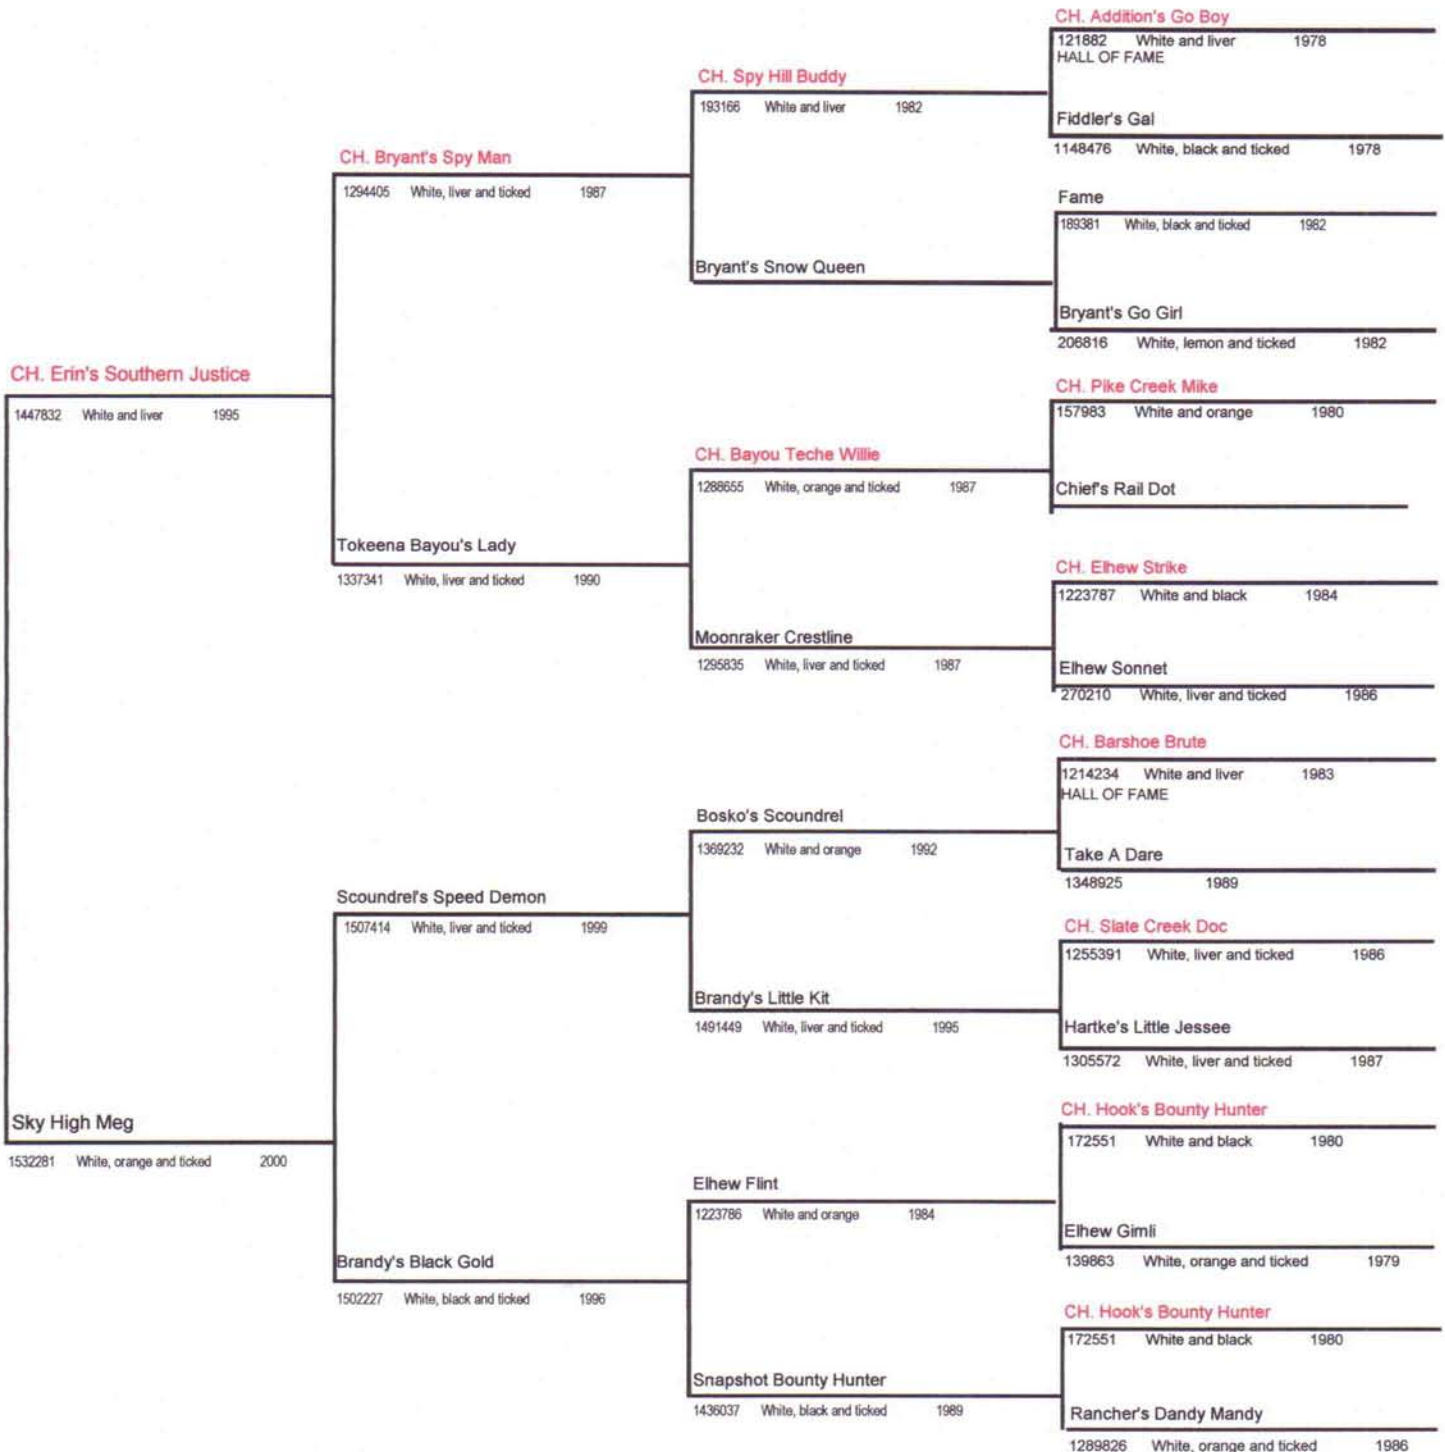 CH. Addition's Go Boy
121882 White and liver 1978
HALL OF FAME
CH. Spy Hill Buddy
193166 White and liver 1982
Fiddler's Gal
1148476 White, black and ticked 1978
CH. Bryant's Spy Man
1294405 White, liver and ticked 1987
Fame
189381 White, black and ticked 1982
Bryant's Snow Queen
Bryant's Go Girl
206816 White, lemon and ticked 1982
CH. Erin's Southern Justice
1447832 White and liver 1995
CH. Pike Creek Mike
157983 White and orange 1980
CH. Bayou Teche Willie
1288655 White, orange and ticked 1987
Chief's Rail Dot
Tokeena Bayou's Lady
1337341 White, liver and ticked 1990
CH. Elhew Strike
1223787 White and black 1984
Moonraker Crestline
1295835 White, liver and ticked 1987
Elhew Sonnet
270210 White, liver and ticked 1986
CH. Barshoe Brute
1214234 White and liver 1983
HALL OF FAME
Bosko's Scoundrel
1369232 White and orange 1992
Take A Dare
1348925 1989
Scoundrel's Speed Demon
1507414 White, liver and ticked 1999
CH. Slate Creek Doc
1255391 White, liver and ticked 1986
Brandy's Little Kit
1491449 White, liver and ticked 1995
Hartke's Little Jessee
1305572 White, liver and ticked 1987
Sky High Meg
1532281 White, orange and ticked 2000
CH. Hook's Bounty Hunter
172551 White and black 1980
Elhew Flint
1223786 White and orange 1984
Elhew Gimli
139863 White, orange and ticked 1979
Brandy's Black Gold
1502227 White, black and ticked 1996
CH. Hook's Bounty Hunter
172551 White and black 1980
Snapshot Bounty Hunter
1436037 White, black and ticked 1989
Rancher's Dandy Mandy
1289826 White, orange and ticked 1986